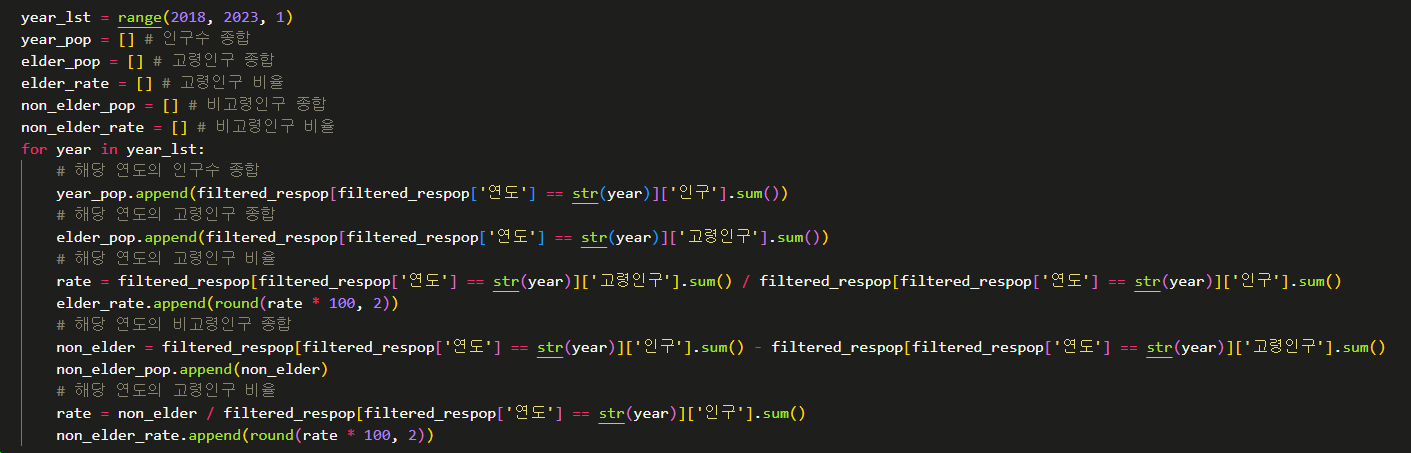 year_lst = range(2018, 2023, 1)
year_pop = [] # 인구수 종합
elder_pop = [] # 고령인구 종합
elder_rate = [] # 고령인구 비율
non_elder_pop = [] # 비고령인구 종합
non_elder_rate = [] # 비고령인구 비율
for year in year_lst:
    # 해당 연도의 인구수 종합
    year_pop.append(filtered_respop[filtered_respop['연도'] == str(year)]['인구'].sum())
    # 해당 연도의 고령인구 종합
    elder_pop.append(filtered_respop[filtered_respop['연도'] == str(year)]['고령인구'].sum())
    # 해당 연도의 고령인구 비율
    rate = filtered_respop[filtered_respop['연도'] == str(year)]['고령인구'].sum() / filtered_respop[filtered_respop['연도'] == str(year)]['인구'].sum()
    elder_rate.append(round(rate * 100, 2))
    # 해당 연도의 비고령인구 종합
    non_elder = filtered_respop[filtered_respop['연도'] == str(year)]['인구'].sum() - filtered_respop[filtered_respop['연도'] == str(year)]['고령인구'].sum()
    non_elder_pop.append(non_elder)
    # 해당 연도의 고령인구 비율
    rate = non_elder / filtered_respop[filtered_respop['연도'] == str(year)]['인구'].sum()
    non_elder_rate.append(round(rate * 100, 2))